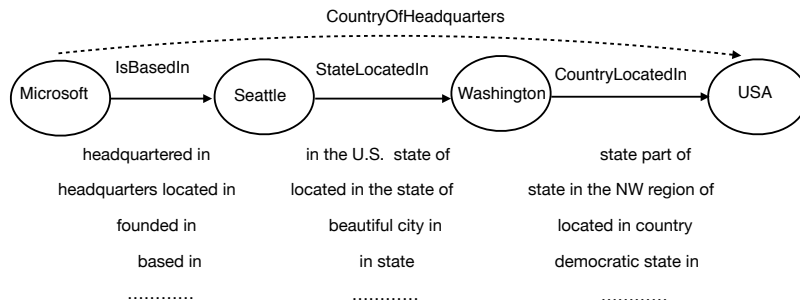 CountryOfHeadquarters
IsBasedIn StateLocatedIn CountryLocatedIn
Microsoft Seattle Washington USA
headquartered in in the U.S. state of state part of
headquarters located in located in the state of state in the NW region of
founded in beautiful city in located in country
based in in state democratic state in
............ ............ ............